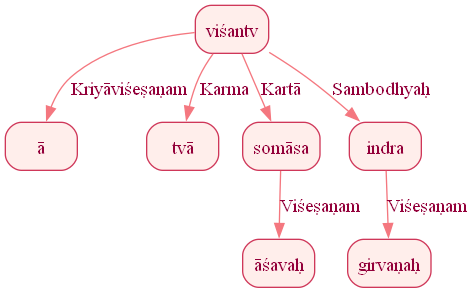 viśantv
Kriyāviśeṣaṇam Karma Kartā Sambodhyaḥ
ā tvā somāsa indra
Viśeṣaṇam Viśeṣaṇam
āśavaḥ girvaṇaḥ